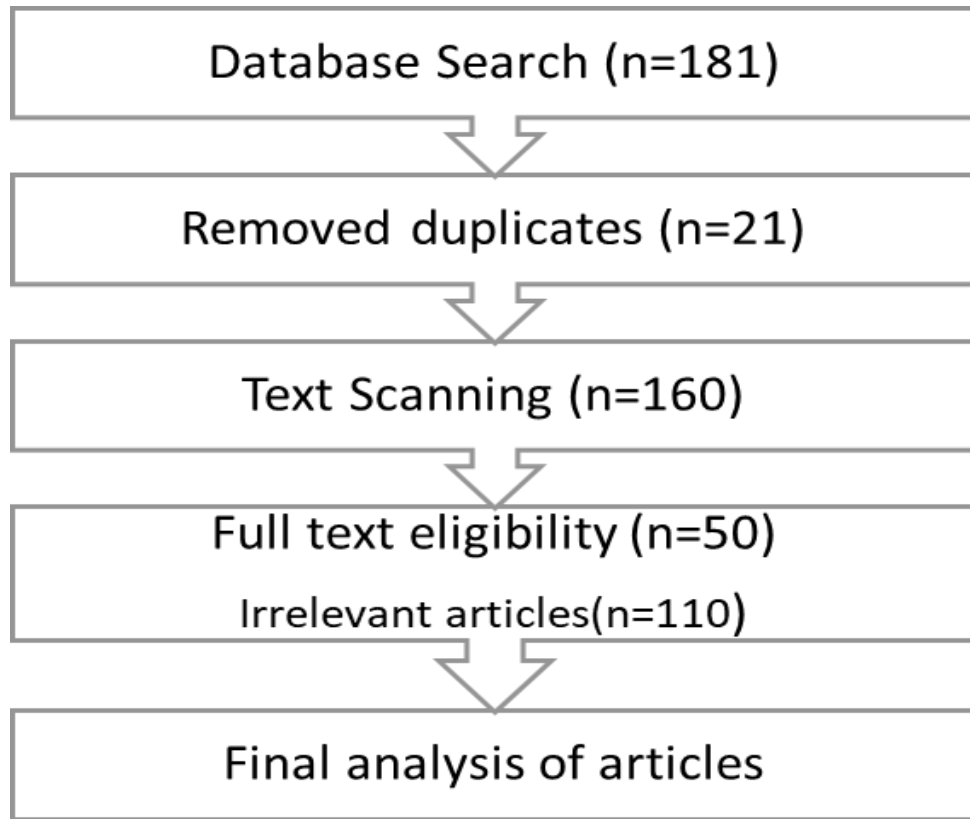 Database Search (n=181)
Removed duplicates (n=21)
Text Scanning (n=160)
Full text eligibility (n=50)
Irrelevant articles(n=110)
Final analysis of articles